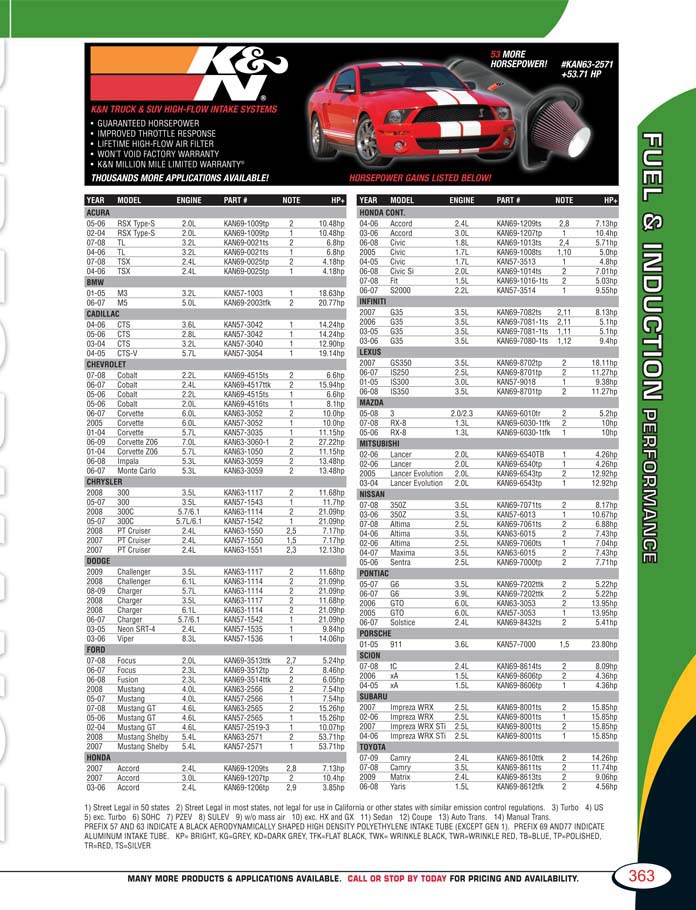 K&N®
53 MORE
HORSEPOWER!
#KAN63-2571
+53.71 HP
K&N TRUCK & SUV HIGH-FLOW INTAKE SYSTEMS
• GUARANTEED HORSEPOWER
• IMPROVED THROTTLE RESPONSE
• LIFETIME HIGH-FLOW AIR FILTER
• WON'T VOID FACTORY WARRANTY
• K&N MILLION MILE LIMITED WARRANTY®
THOUSANDS MORE APPLICATIONS AVAILABLE!
HORSEPOWER GAINS LISTED BELOW!
YEAR MODEL ENGINE PART # NOTE HP+
ACURA
05-06 RSX Type-S 2.0L KAN69-1009tp 2 10.48hp
02-04 RSX Type-S 2.0L KAN69-1009tp 1 10.48hp
07-08 TL 3.2L KAN69-0021ts 2 6.8hp
04-06 TL 3.2L KAN69-0021ts 1 6.8hp
07-08 TSX 2.4L KAN69-0025tp 2 4.18hp
04-06 TSX 2.4L KAN69-0025tp 1 4.18hp
BMW
01-05 M3 3.2L KAN57-1003 1 18.63hp
06-07 M5 5.0L KAN69-2003tfk 2 20.77hp
CADILLAC
04-06 CTS 3.6L KAN57-3042 1 14.24hp
05-06 CTS 2.8L KAN57-3042 1 14.24hp
03-04 CTS 3.2L KAN57-3040 1 12.90hp
04-05 CTS-V 5.7L KAN57-3054 1 19.14hp
CHEVROLET
07-08 Cobalt 2.2L KAN69-4515ts 2 6.6hp
06-07 Cobalt 2.4L KAN69-4517ttk 2 15.94hp
05-06 Cobalt 2.2L KAN69-4515ts 1 6.6hp
05-06 Cobalt 2.0L KAN69-4516ts 1 8.1hp
06-07 Corvette 6.0L KAN63-3052 2 10.0hp
2005 Corvette 6.0L KAN57-3052 1 10.0hp
01-04 Corvette 5.7L KAN57-3035 1 11.15hp
06-09 Corvette Z06 7.0L KAN63-3060-1 2 27.22hp
01-04 Corvette Z06 5.7L KAN63-1050 2 11.15hp
06-08 Impala 5.3L KAN63-3059 2 13.48hp
06-07 Monte Carlo 5.3L KAN63-3059 2 13.48hp
CHRYSLER
2008 300 3.5L KAN63-1117 2 11.68hp
05-07 300 3.5L KAN57-1543 1 11.7hp
2008 300C 5.7/6.1 KAN63-1114 2 21.09hp
05-07 300C 5.7L/6.1 KAN57-1542 1 21.09hp
2008 PT Cruiser 2.4L KAN63-1550 2,5 7.17hp
2007 PT Cruiser 2.4L KAN57-1550 1,5 7.17hp
2007 PT Cruiser 2.4L KAN63-1551 2,3 12.13hp
DODGE
2009 Challenger 3.5L KAN63-1117 2 11.68hp
2008 Challenger 6.1L KAN63-1114 2 21.09hp
08-09 Charger 5.7L KAN63-1114 2 21.09hp
2008 Charger 3.5L KAN63-1117 2 11.68hp
2008 Charger 6.1L KAN63-1114 2 21.09hp
06-07 Charger 5.7/6.1 KAN57-1542 1 21.09hp
03-05 Neon SRT-4 2.4L KAN57-1535 1 9.84hp
03-06 Viper 8.3L KAN57-1536 1 14.06hp
FORD
07-08 Focus 2.0L KAN69-3513ttk 2,7 5.24hp
06-07 Focus 2.3L KAN69-3512tp 2 8.46hp
06-08 Fusion 2.3L KAN69-3514ttk 2 6.05hp
2008 Mustang 4.0L KAN63-2566 2 7.54hp
05-07 Mustang 4.0L KAN57-2566 1 7.54hp
07-08 Mustang GT 4.6L KAN63-2565 2 15.26hp
05-06 Mustang GT 4.6L KAN57-2565 1 15.26hp
02-04 Mustang GT 4.6L KAN57-2519-3 1 10.07hp
2008 Mustang Shelby 5.4L KAN63-2571 2 53.71hp
2007 Mustang Shelby 5.4L KAN57-2571 1 53.71hp
HONDA
2007 Accord 2.4L KAN69-1209ts 2,8 7.13hp
2007 Accord 3.0L KAN69-1207tp 2 10.4hp
03-06 Accord 2.4L KAN69-1206tp 2,9 3.85hp
YEAR MODEL ENGINE PART # NOTE HP+
HONDA CONT.
04-06 Accord 2.4L KAN69-1209ts 2,8 7.13hp
03-06 Accord 3.0L KAN69-1207tp 1 10.4hp
06-08 Civic 1.8L KAN69-1013ts 2,4 5.71hp
2005 Civic 1.7L KAN69-1008ts 1,10 5.0hp
04-05 Civic 1.7L KAN57-3513 1 4.8hp
06-08 Civic Si 2.0L KAN69-1014ts 2 7.01hp
07-08 Fit 1.5L KAN69-1016-1ts 2 5.03hp
06-07 S2000 2.2L KAN57-3514 1 9.55hp
INFINITI
2007 G35 3.5L KAN69-7082ts 2,11 8.13hp
2006 G35 3.5L KAN69-7081-1ts 2,11 5.1hp
03-05 G35 3.5L KAN69-7081-1ts 1,11 5.1hp
03-06 G35 3.5L KAN69-7080-1ts 1,12 9.4hp
LEXUS
2007 GS350 3.5L KAN69-8702tp 2 18.11hp
06-07 IS250 2.5L KAN69-8701tp 2 11.27hp
01-05 IS300 3.0L KAN57-9018 1 9.38hp
06-08 IS350 3.5L KAN69-8701tp 2 11.27hp
MAZDA
05-08 3 2.0/2.3 KAN69-6010tr 2 5.2hp
07-08 RX-8 1.3L KAN69-6030-1tfk 2 10hp
05-06 RX-8 1.3L KAN69-6030-1tfk 1 10hp
MITSUBISHI
02-06 Lancer 2.0L KAN69-6540TB 1 4.26hp
02-06 Lancer 2.0L KAN69-6540tp 1 4.26hp
2005 Lancer Evolution 2.0L KAN69-6543tp 2 12.92hp
03-04 Lancer Evolution 2.0L KAN69-6543tp 1 12.92hp
NISSAN
07-08 350Z 3.5L KAN69-7071ts 2 8.17hp
03-06 350Z 3.5L KAN57-6013 1 10.67hp
07-08 Altima 2.5L KAN69-7061ts 2 6.88hp
04-06 Altima 3.5L KAN63-6015 2 7.43hp
02-06 Altima 2.5L KAN69-7060ts 1 7.04hp
04-07 Maxima 3.5L KAN63-6015 2 7.43hp
05-06 Sentra 2.5L KAN69-7000tp 2 7.71hp
PONTIAC
05-07 G6 3.5L KAN69-7202ttk 2 5.22hp
06-07 G6 3.9L KAN69-7202ttk 2 5.22hp
2006 GTO 6.0L KAN63-3053 2 13.95hp
2005 GTO 6.0L KAN57-3053 1 13.95hp
06-07 Solstice 2.4L KAN69-8432ts 2 5.41hp
PORSCHE
01-05 911 3.6L KAN57-7000 1,5 23.80hp
SCION
07-08 tC 2.4L KAN69-8614ts 2 8.09hp
2006 xA 1.5L KAN69-8606tp 2 4.36hp
04-05 xA 1.5L KAN69-8606tp 1 4.36hp
SUBARU
2007 Impreza WRX 2.5L KAN69-8001ts 2 15.85hp
02-06 Impreza WRX 2.5L KAN69-8001ts 1 15.85hp
2007 Impreza WRX STi 2.5L KAN69-8001ts 2 15.85hp
04-06 Impreza WRX STi 2.5L KAN69-8001ts 1 15.85hp
TOYOTA
07-09 Camry 2.4L KAN69-8610ttk 2 14.26hp
07-08 Camry 3.5L KAN69-8611ts 2 11.74hp
2009 Matrix 2.4L KAN69-8613ts 2 9.06hp
06-08 Yaris 1.5L KAN69-8612tfk 2 4.56hp
1) Street Legal in 50 states 2) Street Legal in most states, not legal for use in California or other states with similar emission control regulations. 3) Turbo 4) US
5) exc. Turbo 6) SOHC 7) PZEV 8) SULEV 9) w/o mass air 10) exc. HX and GX 11) Sedan 12) Coupe 13) Auto Trans. 14) Manual Trans.
PREFIX 57 AND 63 INDICATE A BLACK AERODYNAMICALLY SHAPED HIGH DENSITY POLYETHYLENE INTAKE TUBE (EXCEPT GEN 1). PREFIX 69 AND77 INDICATE
ALUMINUM INTAKE TUBE. KP= BRIGHT, KG=GREY, KD=DARK GREY, TFK=FLAT BLACK, TWK= WRINKLE BLACK, TWR=WRINKLE RED, TB=BLUE, TP=POLISHED,
TR=RED, TS=SILVER
FUEL & INDUCTION PERFORMANCE
MANY MORE PRODUCTS & APPLICATIONS AVAILABLE. CALL OR STOP BY TODAY FOR PRICING AND AVAILABILITY.
363